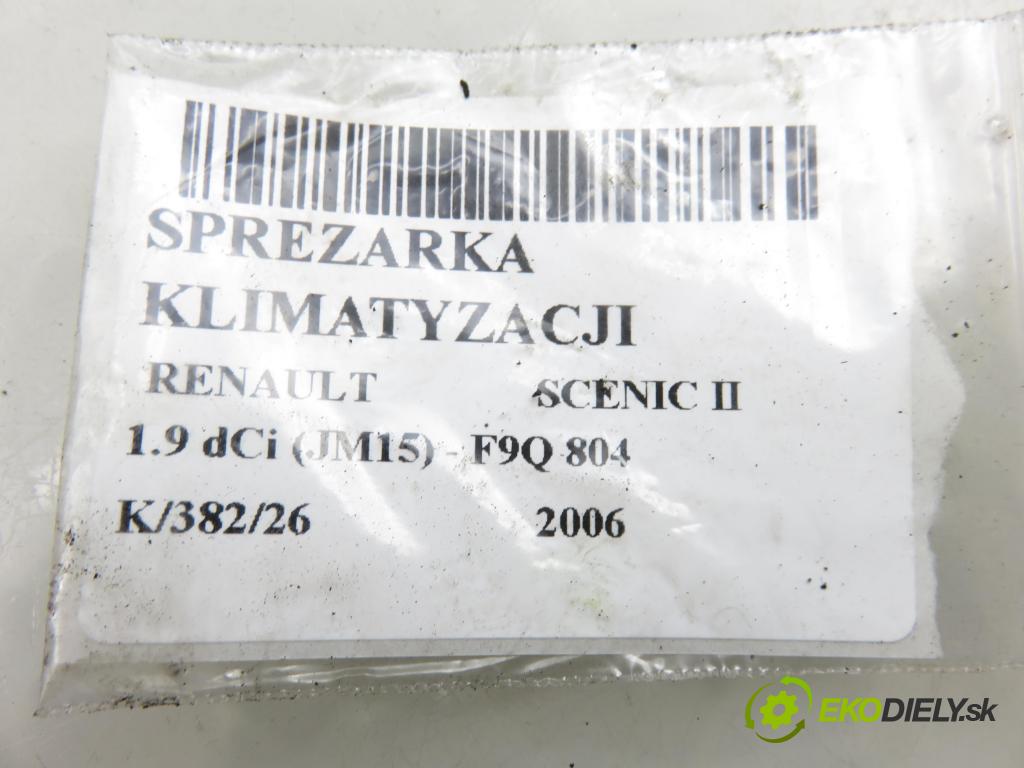 SPREZARKA
KLIMATYZACJI
RENAULT SCENIC II
1.9 dCi (JM15) - F9Q 804
K/382/26 2006
EKODIELY.sk